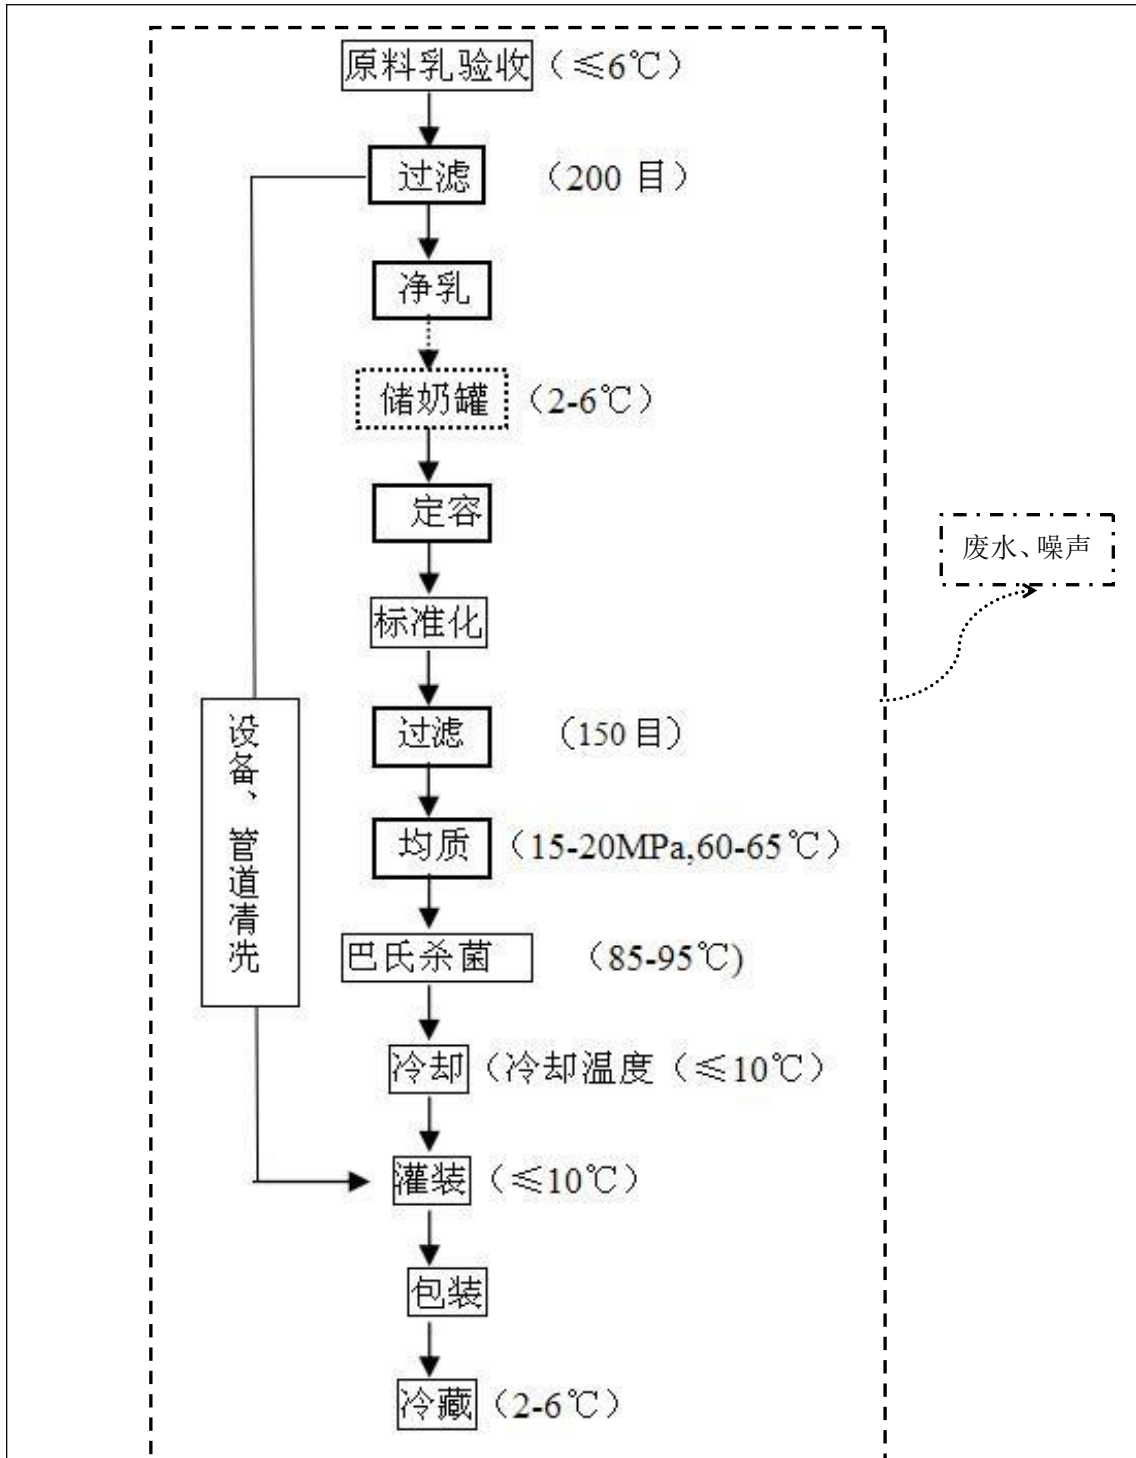 原料乳验收（≤6℃）
过滤 （200 目）
净乳
储奶罐（2-6℃）
定容
废水、噪声
标准化
过滤 （150 目）
设备、管道清洗
均质（15-20MPa,60-65℃）
巴氏杀菌 （85-95℃)
冷却（冷却温度（≤10℃）
灌装（≤10℃）
包装
冷藏（2-6℃）